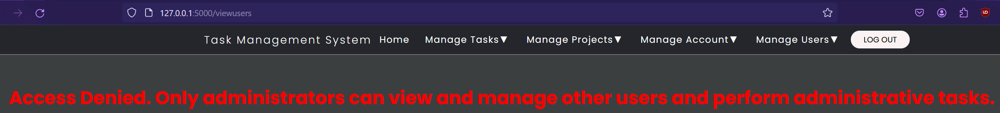 127.0.0.1:5000/viewusers
Task Management System Home Manage Tasks▼ Manage Projects▼ Manage Account▼ Manage Users▼ LOG OUT
Access Denied. Only administrators can view and manage other users and perform administrative tasks.